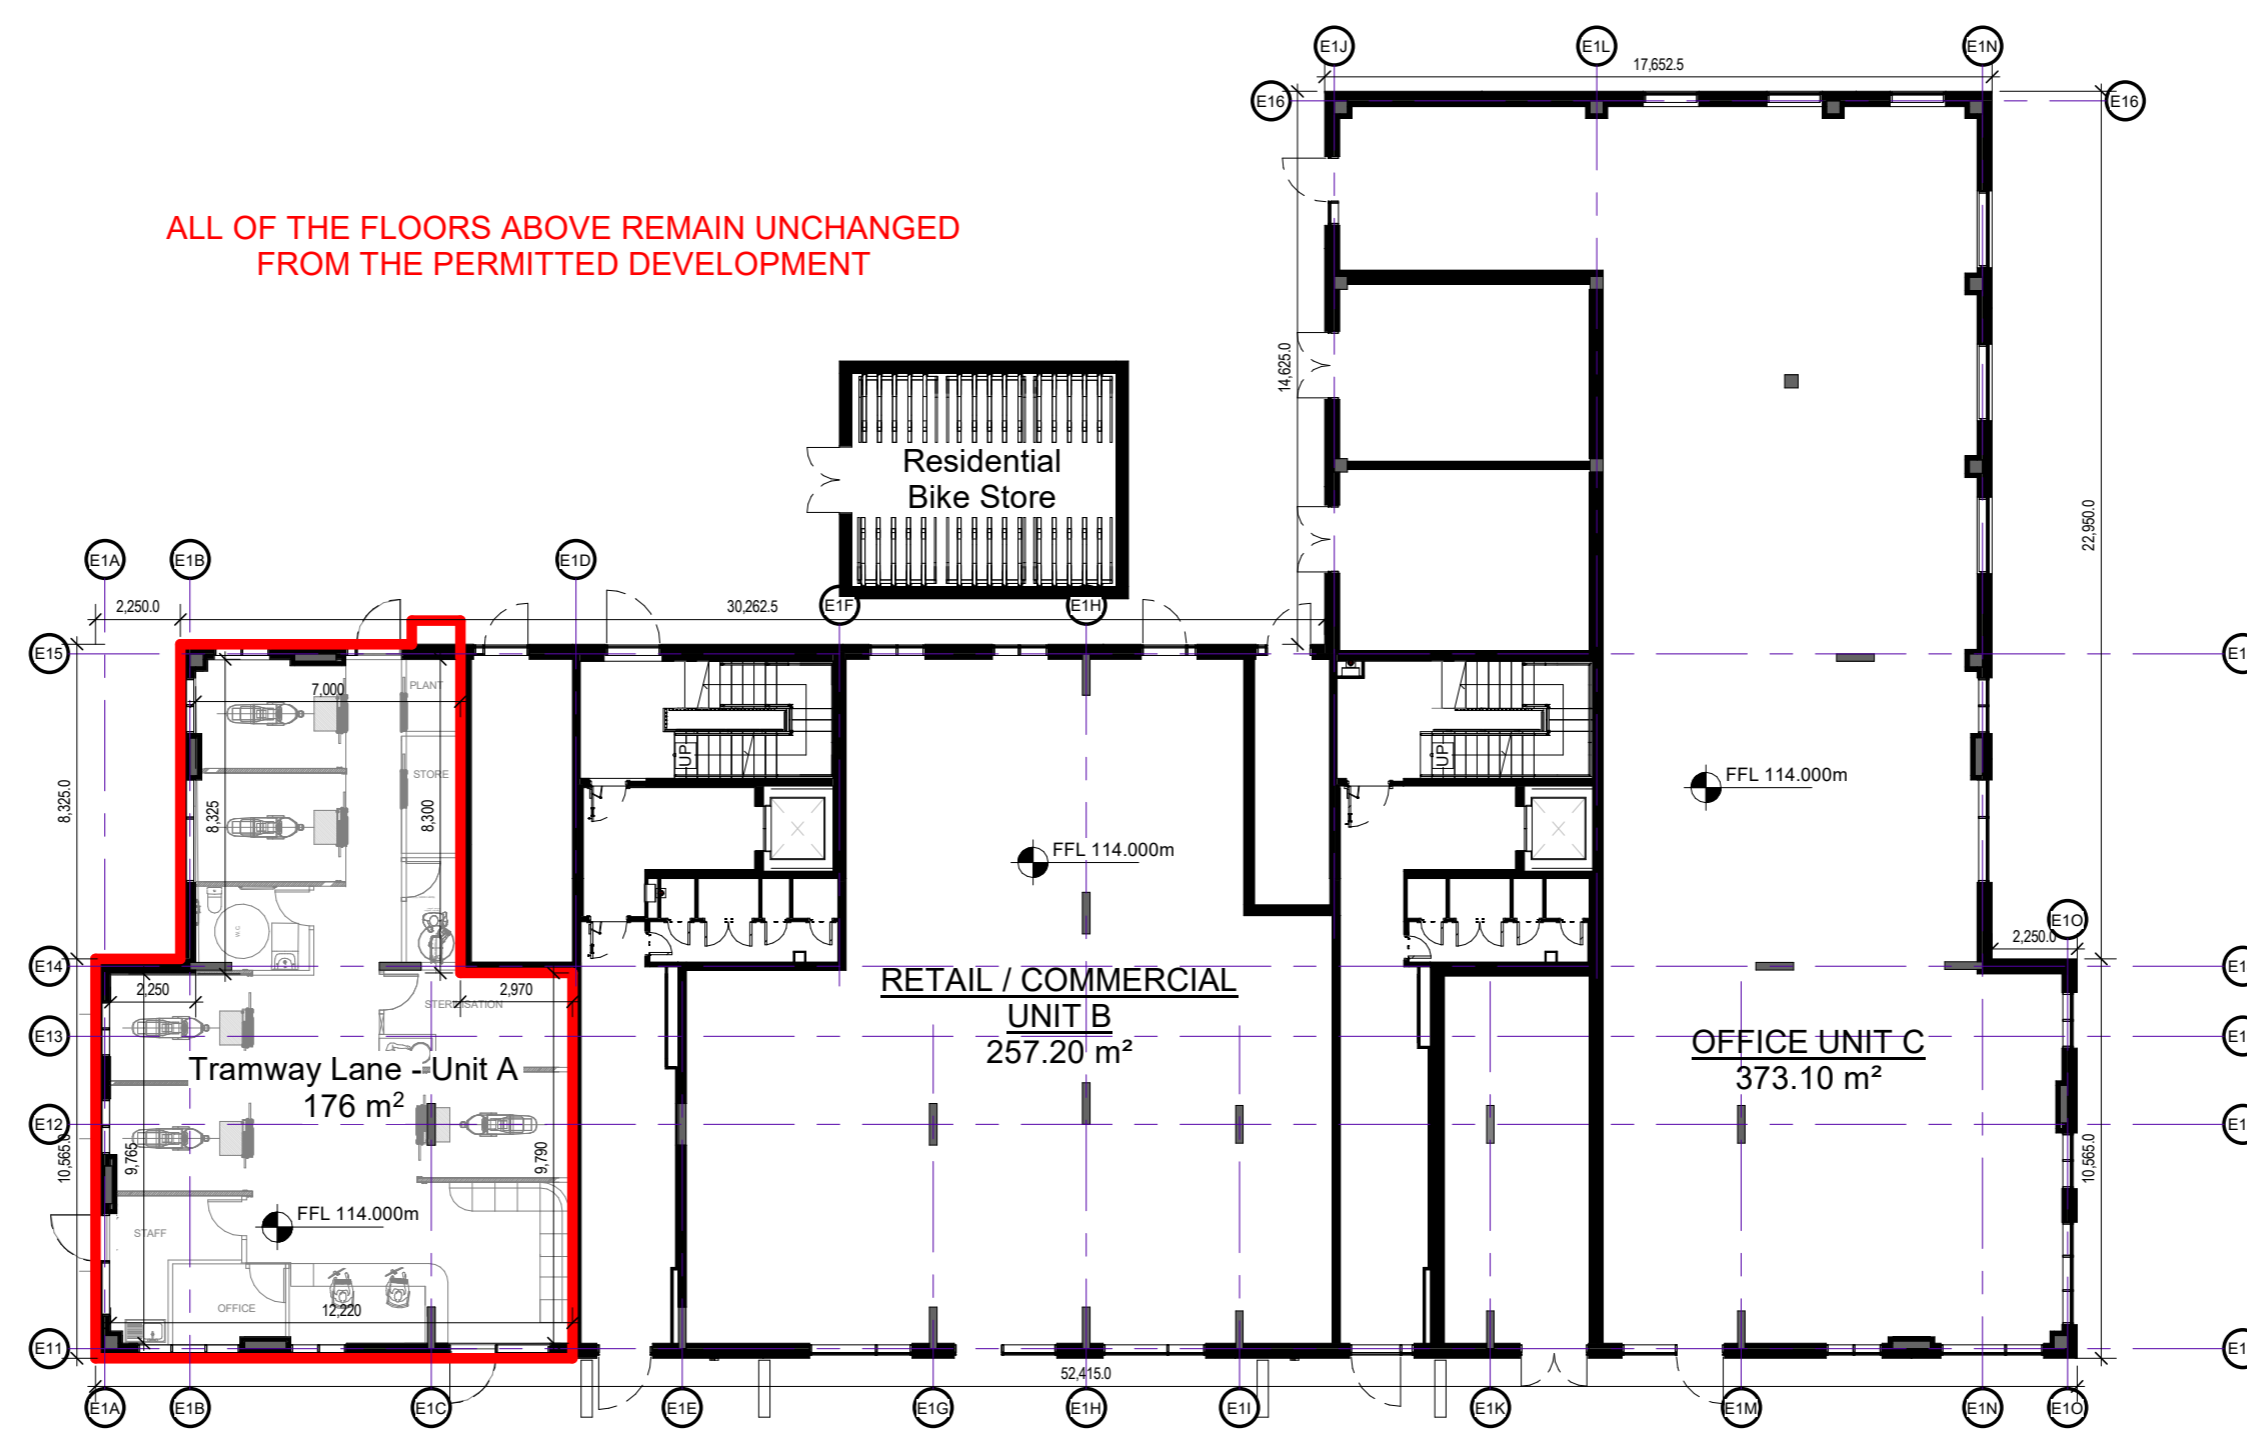 E1J
E1L
E1N
17,652.5
E16
E16
ALL OF THE FLOORS ABOVE REMAIN UNCHANGED
FROM THE PERMITTED DEVELOPMENT
14,625.0
Residential
Bike Store
22,950.0
E1A
E1B
E1D
2,250.0
30,262.5
E1F
E1H
E15
7,000
PLANT
UP
UP
STORE
8,325.0
8,325
8,300
FFL 114.000m
FFL 114.000m
W.C.
E1O
2,250.0
E14
2,250
2,970
STERILISATION
RETAIL / COMMERCIAL
UNIT B
257.20 m²
E13
OFFICE UNIT C
373.10 m²
Tramway Lane - Unit A
176 m²
E12
10,565.0
9,765
9,790
10,565.0
FFL 114.000m
STAFF
OFFICE
12,220
E11
52,415.0
E1A
E1B
E1C
E1E
E1G
E1H
E1I
E1K
E1M
E1N
E1O